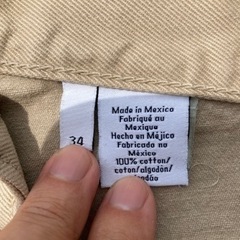 34
Made in Mexico
Fabriqué au
Mexique
Hecho en Méjico
Fabricado no
México
100% cotton/
coton/algodón/